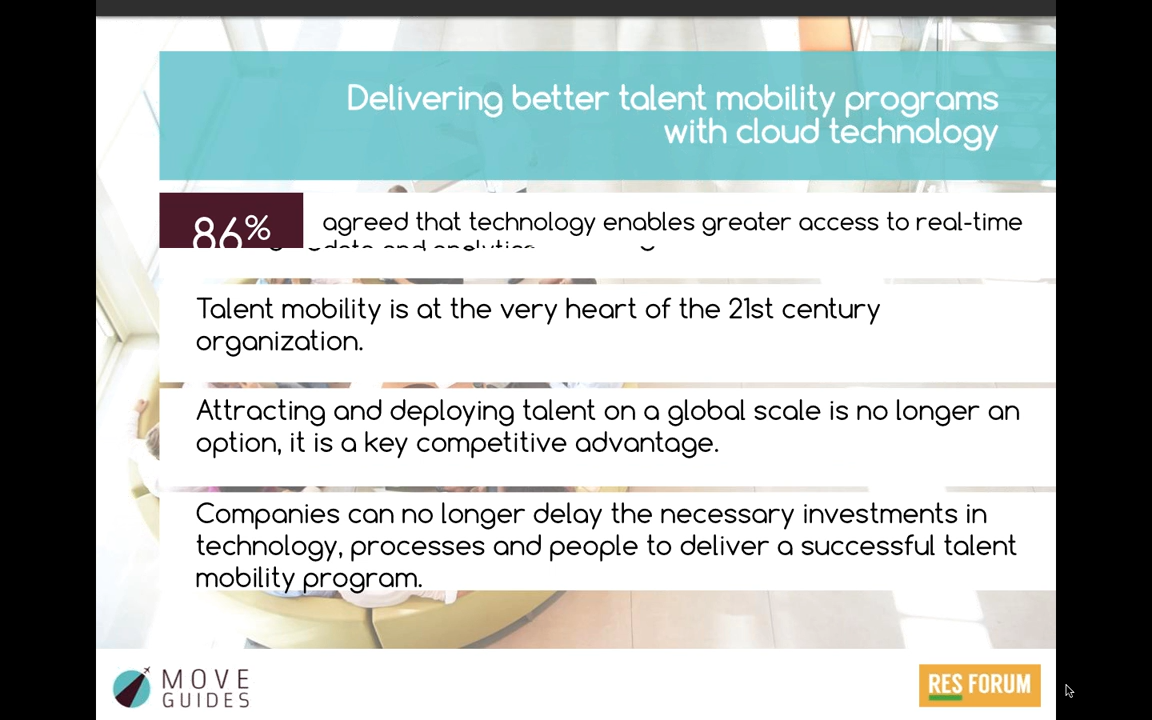 Delivering better talent mobility programs
with cloud technology
86% agreed that technology enables greater access to real-time
data and analytics
Talent mobility is at the very heart of the 21st century
organization.
Attracting and deploying talent on a global scale is no longer an
option, it is a key competitive advantage.
Companies can no longer delay the necessary investments in
technology, processes and people to deliver a successful talent
mobility program.
MOVE
GUIDES
RES FORUM